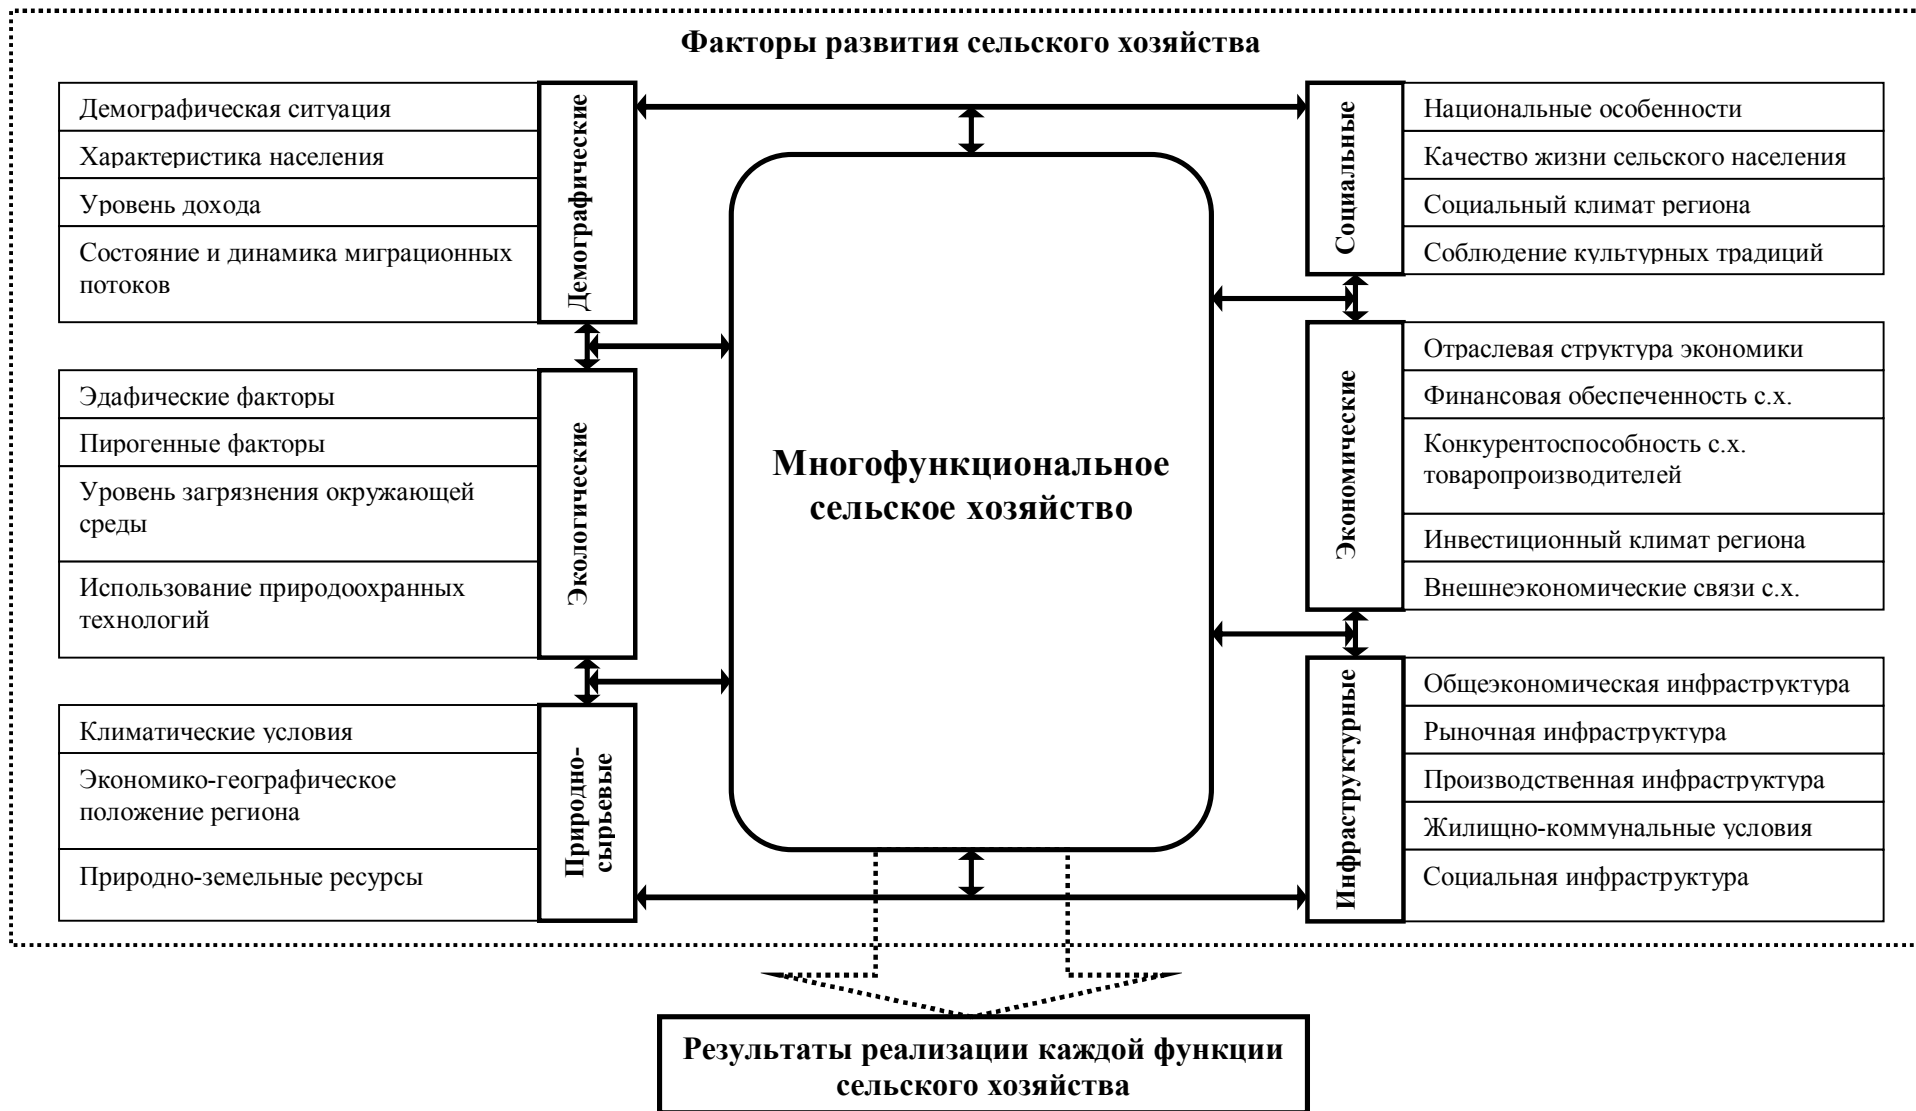 Факторы развития сельского хозяйства
Демографические
Демографическая ситуация
Характеристика населения
Уровень дохода
Состояние и динамика миграционных
потоков
Экологические
Эдафические факторы
Пирогенные факторы
Уровень загрязнения окружающей
среды
Использование природоохранных
технологий
Природно-
сырьевые
Климатические условия
Экономико-географическое
положение региона
Природно-земельные ресурсы
Многофункциональное
сельское хозяйство
Социальные
Национальные особенности
Качество жизни сельского населения
Социальный климат региона
Соблюдение культурных традиций
Экономические
Отраслевая структура экономики
Финансовая обеспеченность с.х.
Конкурентоспособность с.х.
товаропроизводителей
Инвестиционный климат региона
Внешнеэкономические связи с.х.
Инфраструктурные
Общеэкономическая инфраструктура
Рыночная инфраструктура
Производственная инфраструктура
Жилищно-коммунальные условия
Социальная инфраструктура
Результаты реализации каждой функции
сельского хозяйства